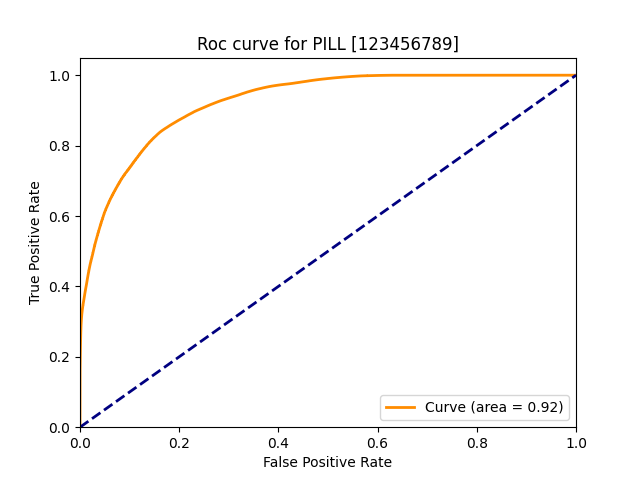 Roc curve for PILL [123456789]
1.0
0.8
0.6
0.4
0.2
0.0
True Positive Rate
Curve (area = 0.92)
0.0 0.2 0.4 0.6 0.8 1.0
False Positive Rate